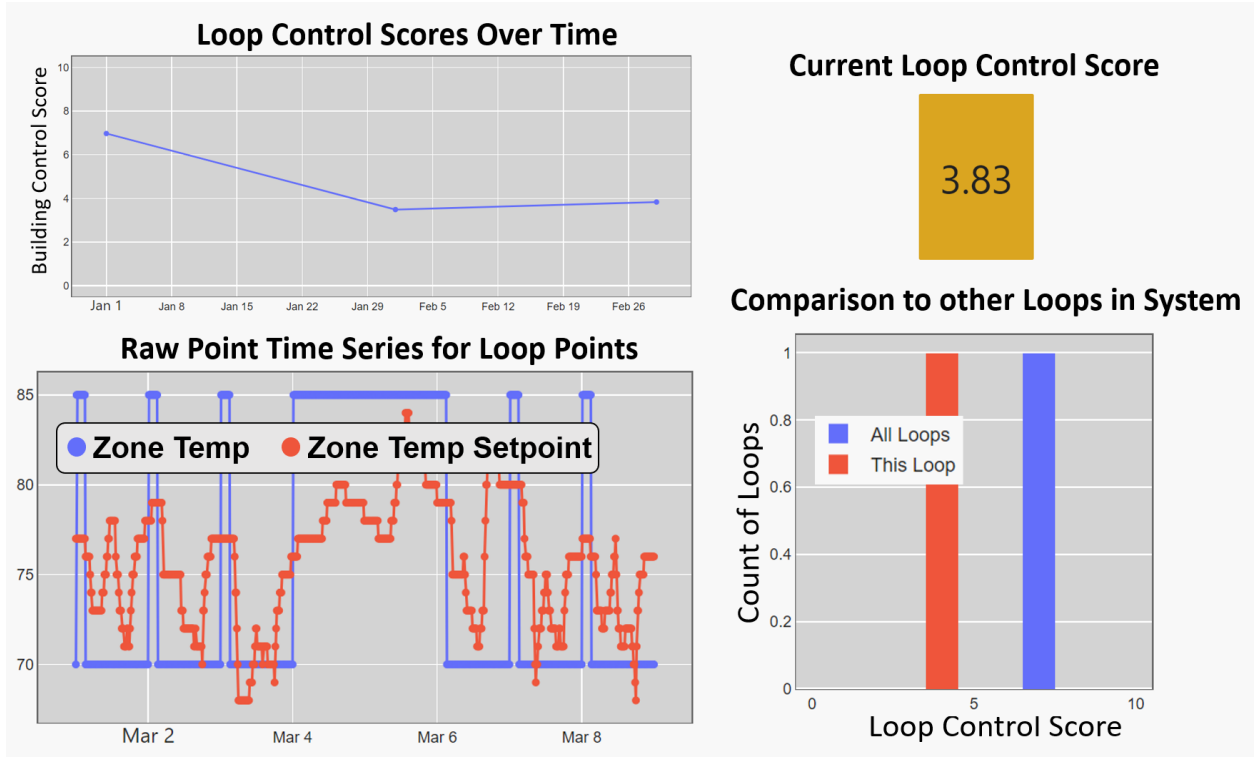 Loop Control Scores Over Time
Building Control Score
10
8
6
4
2
0
Jan 1 Jan 8 Jan 15 Jan 22 Jan 29 Feb 5 Feb 12 Feb 19 Feb 26
Current Loop Control Score
3.83
Raw Point Time Series for Loop Points
85
80
75
70
Zone Temp Zone Temp Setpoint
Mar 2 Mar 4 Mar 6 Mar 8
Comparison to other Loops in System
Count of Loops
1
0.8
0.6
0.4
0.2
0
All Loops
This Loop
0 5 10
Loop Control Score